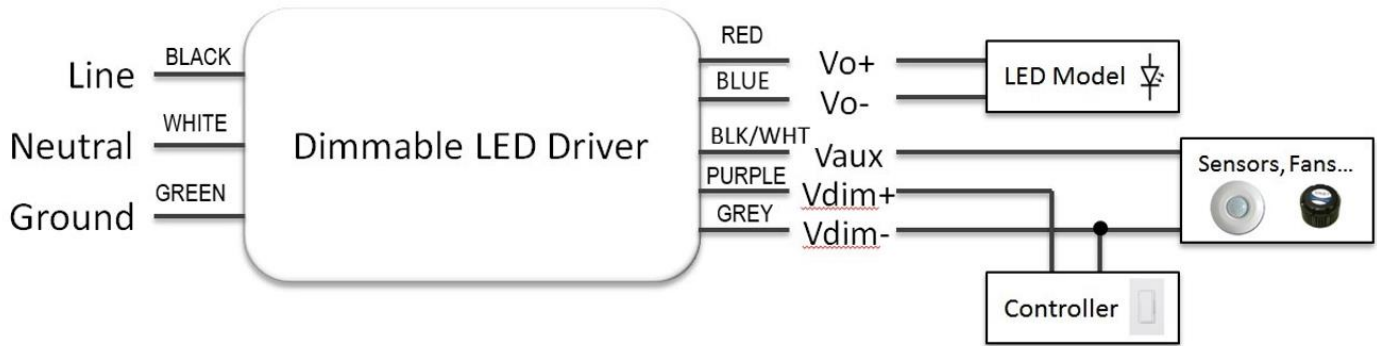 Line
BLACK
Neutral
WHITE
Ground
GREEN
Dimmable LED Driver
RED
Vo+
BLUE
Vo-
BLK/WHT
Vaux
PURPLE
Vdim+
GREY
Vdim-
LED Model
Sensors, Fans...
Controller